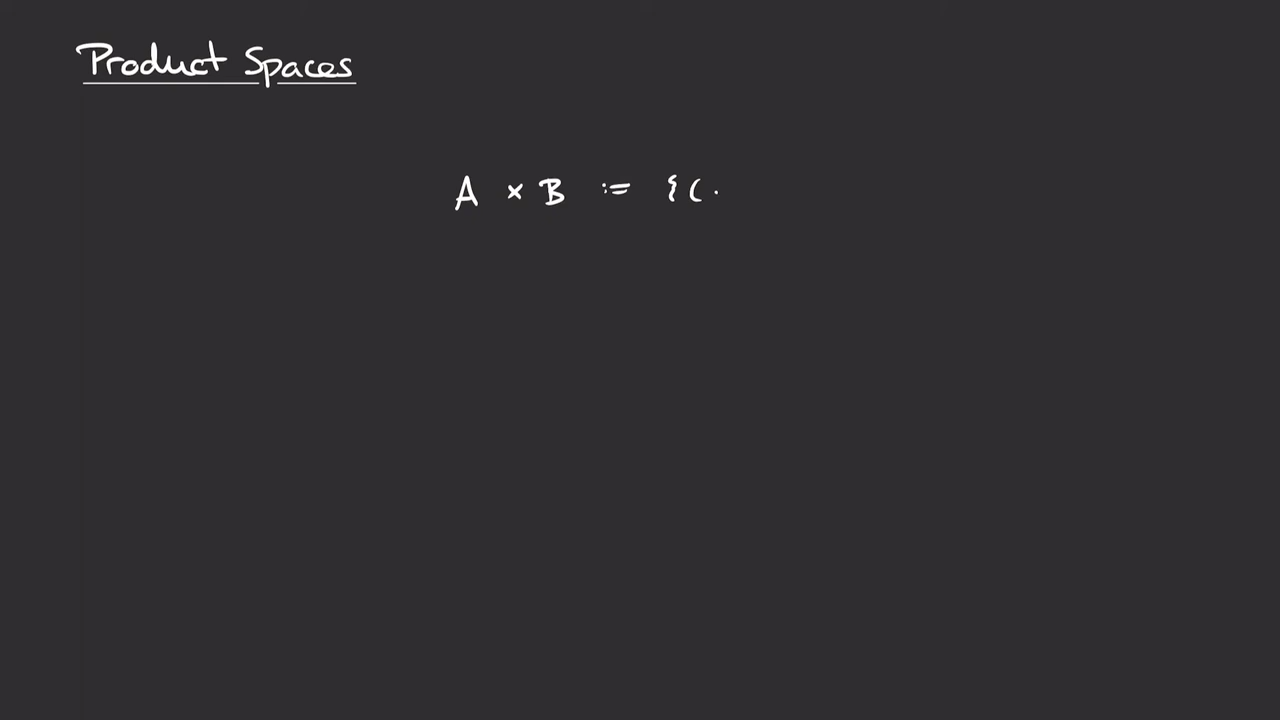 Product Spaces
A × B := {( ·